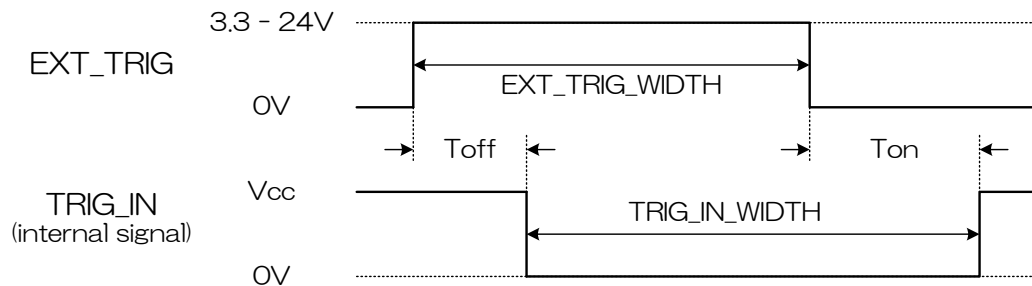 3.3 - 24V
EXT_TRIG
EXT_TRIG_WIDTH
0V
Toff
Ton
Vcc
TRIG_IN
(internal signal)
TRIG_IN_WIDTH
0V